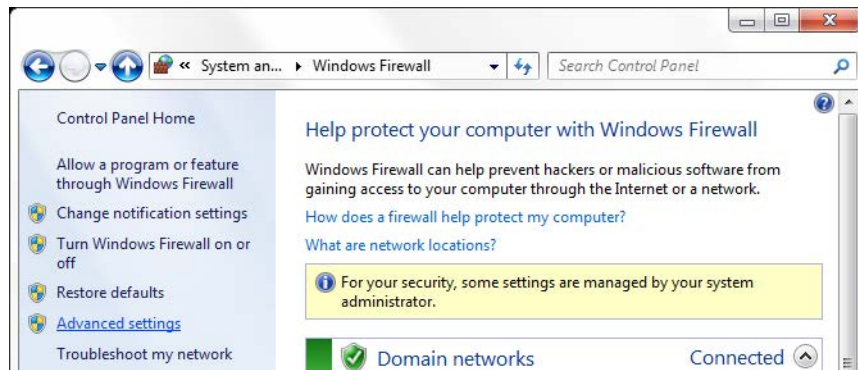 « System an... ▸ Windows Firewall
Search Control Panel
Control Panel Home
Allow a program or feature
through Windows Firewall
Change notification settings
Turn Windows Firewall on or
off
Restore defaults
Advanced settings
Troubleshoot my network
Help protect your computer with Windows Firewall
Windows Firewall can help prevent hackers or malicious software from
gaining access to your computer through the Internet or a network.
How does a firewall help protect my computer?
What are network locations?
For your security, some settings are managed by your system
administrator.
Domain networks Connected